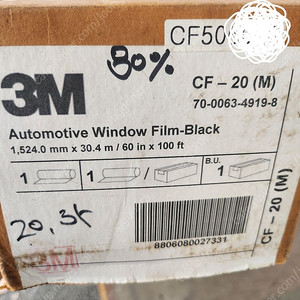 CF50
80%
3M
CF - 20 (M)
70-0063-4919-8
Automotive Window Film-Black
1,524.0 mm x 30.4 m / 60 in x 100 ft
B.U.
1 1 / 1
20,3k
3M
8806080027331
CF - 20 (M)